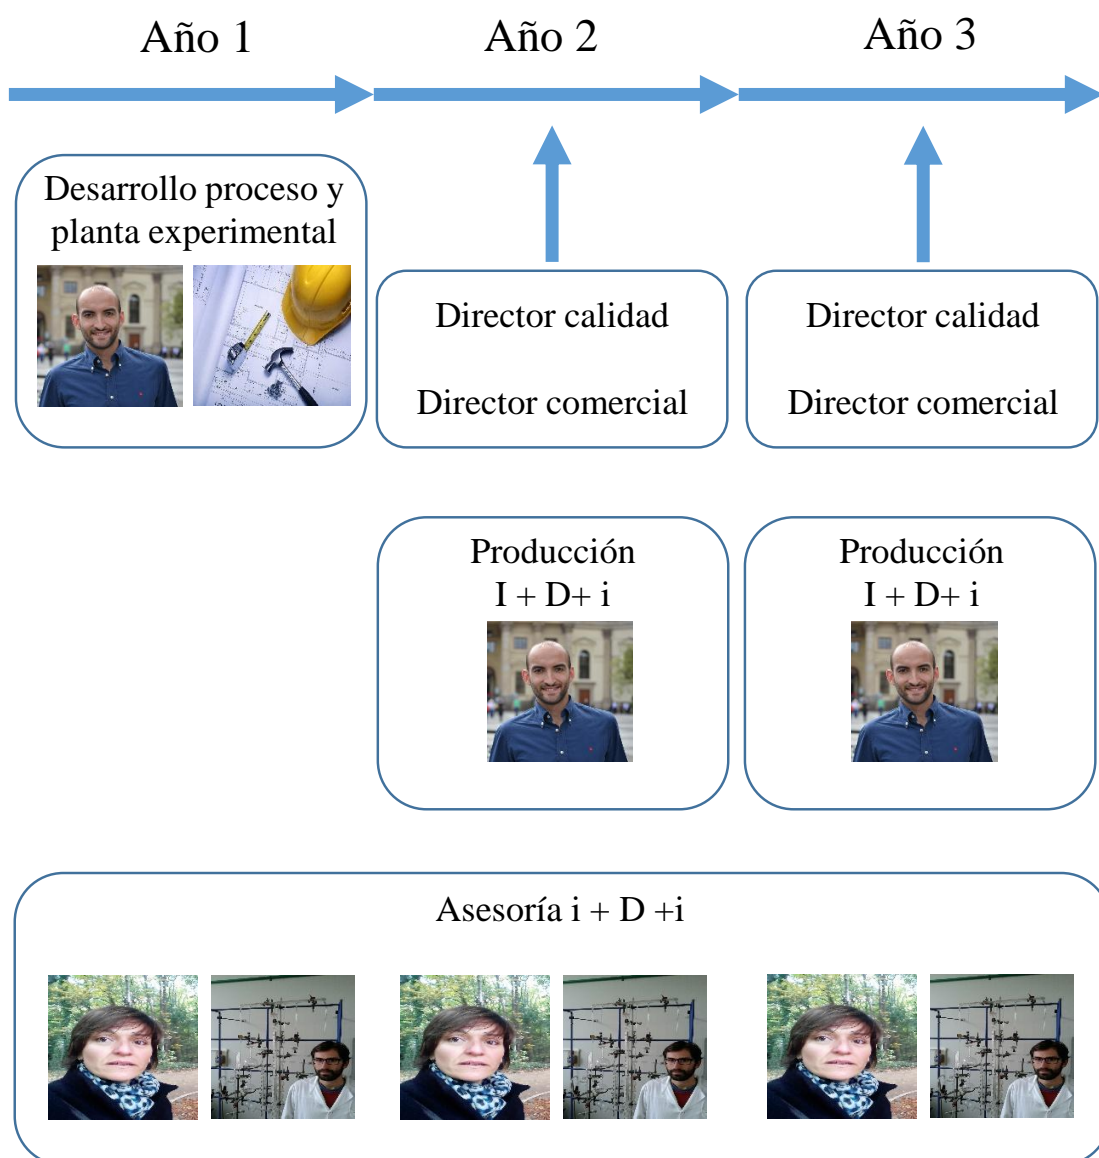 Año 1
Año 2
Año 3
Desarrollo proceso y
planta experimental
Director calidad
Director comercial
Director calidad
Director comercial
Producción
I + D+ i
Producción
I + D+ i
Asesoría i + D +i